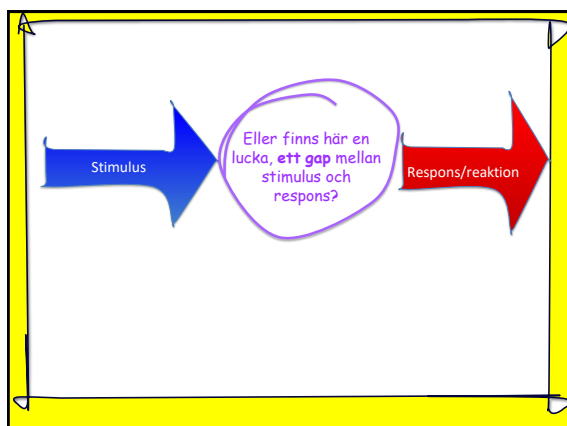 Stimulus
Eller finns här en
lucka, ett gap mellan
stimulus och
respons?
Respons/reaktion